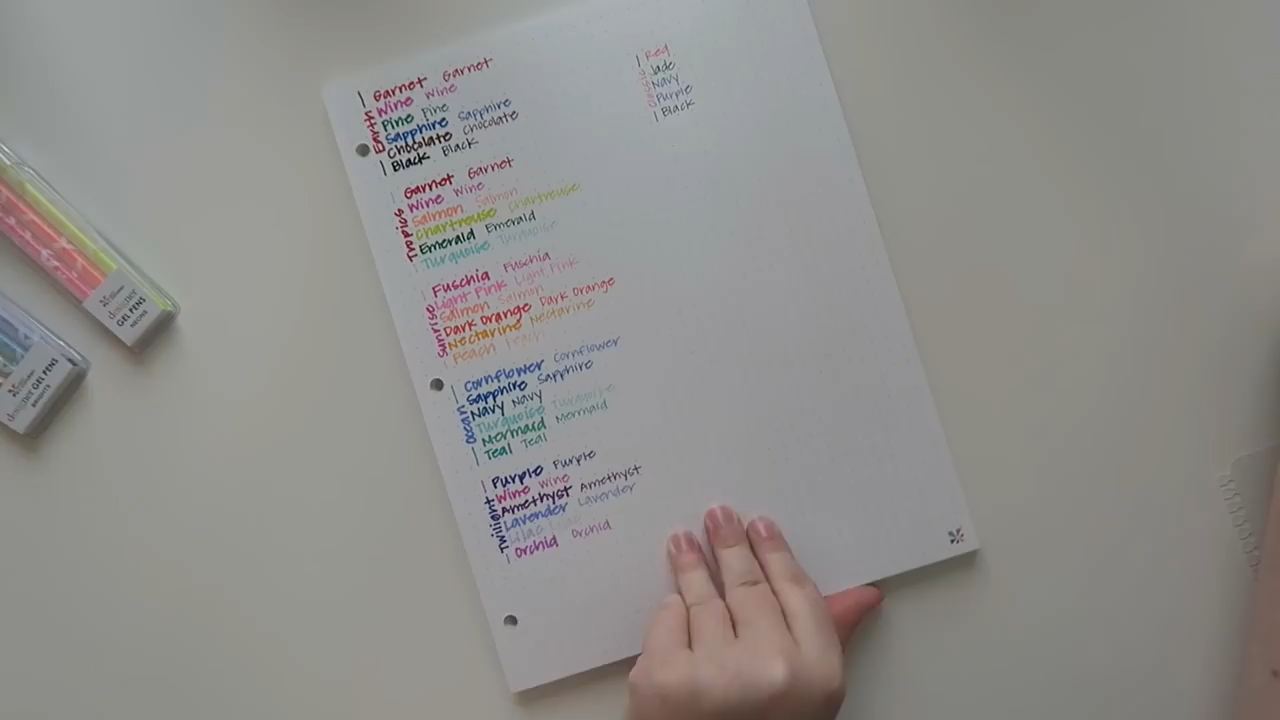 Earth
Garnet Garnet
Wine Wine
Pine Pine
Sapphire Sapphire
Chocolate Chocolate
Black Black
Tropics
Garnet Garnet
Wine Wine
Salmon Salmon
Chartreuse Chartreuse
Emerald Emerald
Turquoise Turquoise
Sunrise
Fuschia Fuschia
Light Pink Light Pink
Salmon Salmon
Dark Orange Dark Orange
Nectarine Nectarine
Peach Peach
Ocean
Cornflower Cornflower
Sapphire Sapphire
Navy Navy
Turquoise Turquoise
Mermaid Mermaid
Teal Teal
Twilight
Purple Purple
Wine Wine
Amethyst Amethyst
Lavender Lavender
Lilac Lilac
Orchid Orchid
Classic
Red
Jade
Navy
Purple
Black
designer
GEL PENS
NEONS
designer GEL PENS
BRIGHTS